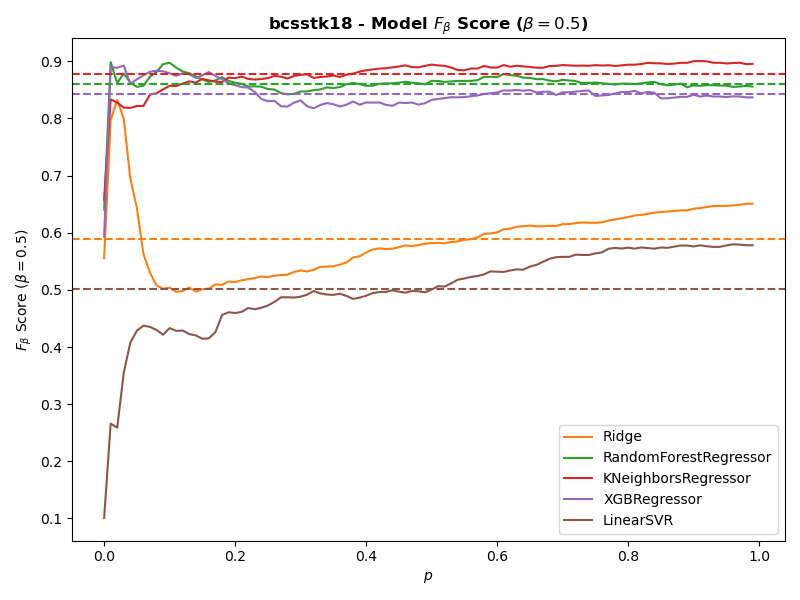 bcsstk18 - Model $F_\beta$ Score ($\beta = 0.5$)
$F_\beta$ Score ($\beta = 0.5$)
0.9
0.8
0.7
0.6
0.5
0.4
0.3
0.2
0.1
Ridge
RandomForestRegressor
KNeighborsRegressor
XGBRegressor
LinearSVR
0.0 0.2 0.4 0.6 0.8 1.0
p